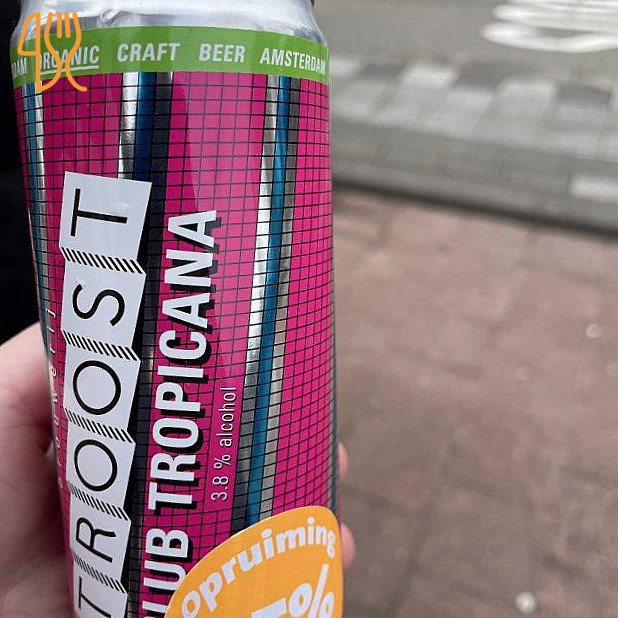 ORGANIC CRAFT BEER AMSTERDAM
TROOST
CLUB TROPICANA
3.8 % alcohol
opruiming